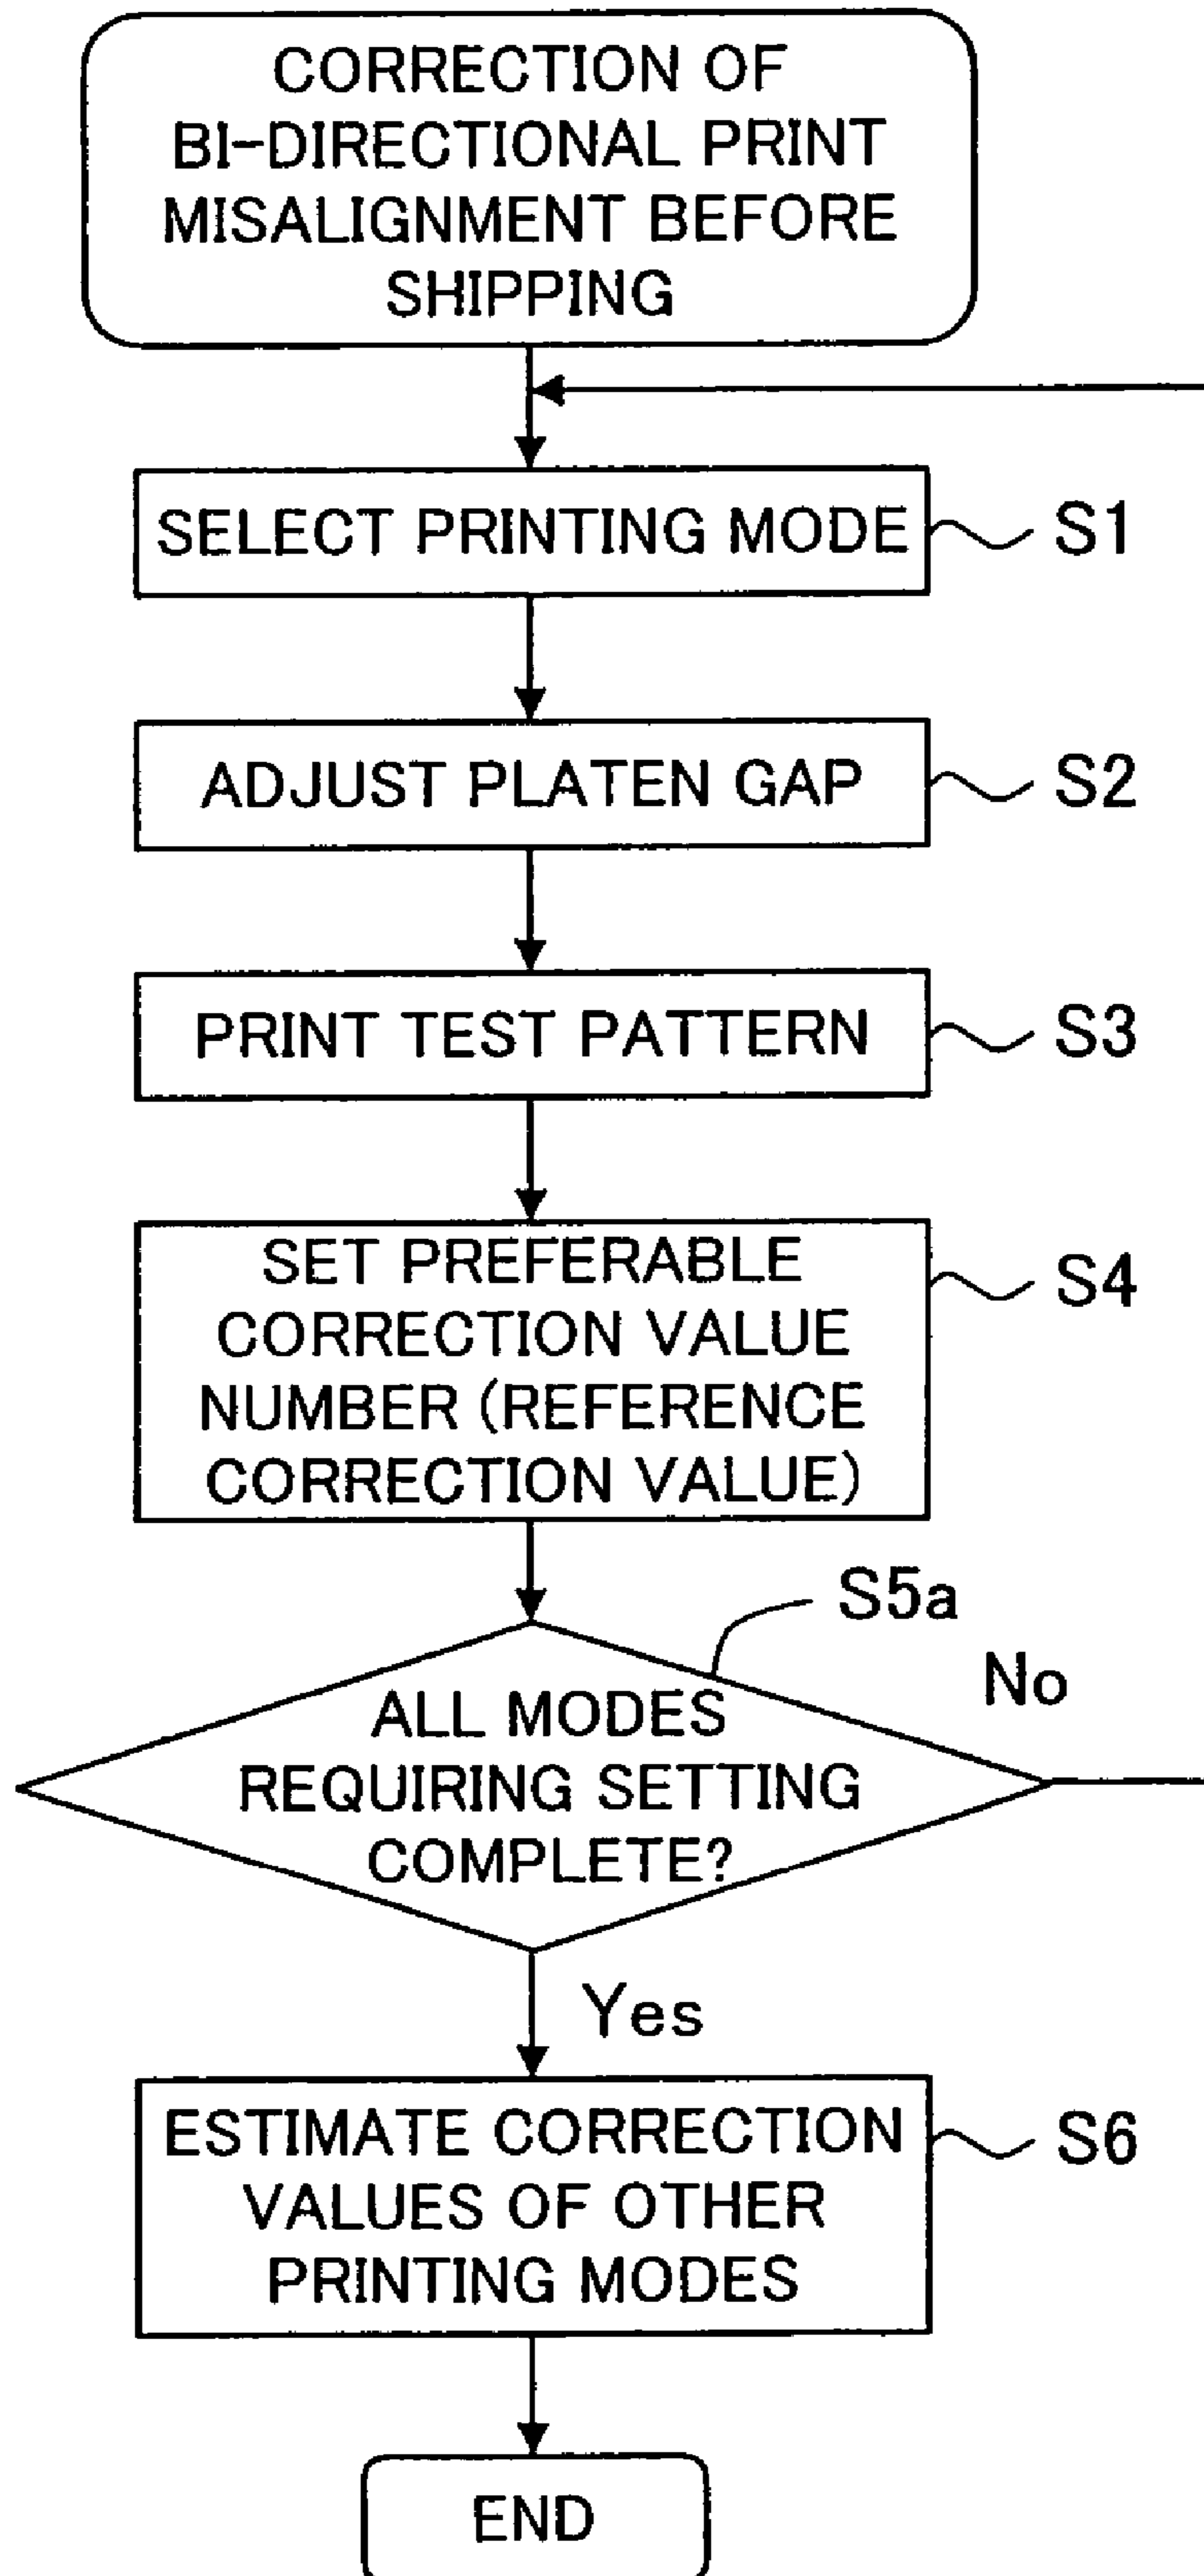 CORRECTION OF
BI-DIRECTIONAL PRINT
MISALIGNMENT BEFORE
SHIPPING
SELECT PRINTING MODE
S1
ADJUST PLATEN GAP
S2
PRINT TEST PATTERN
S3
SET PREFERABLE
CORRECTION VALUE
NUMBER (REFERENCE
CORRECTION VALUE)
S4
S5a
No
ALL MODES
REQUIRING SETTING
COMPLETE?
Yes
ESTIMATE CORRECTION
VALUES OF OTHER
PRINTING MODES
S6
END